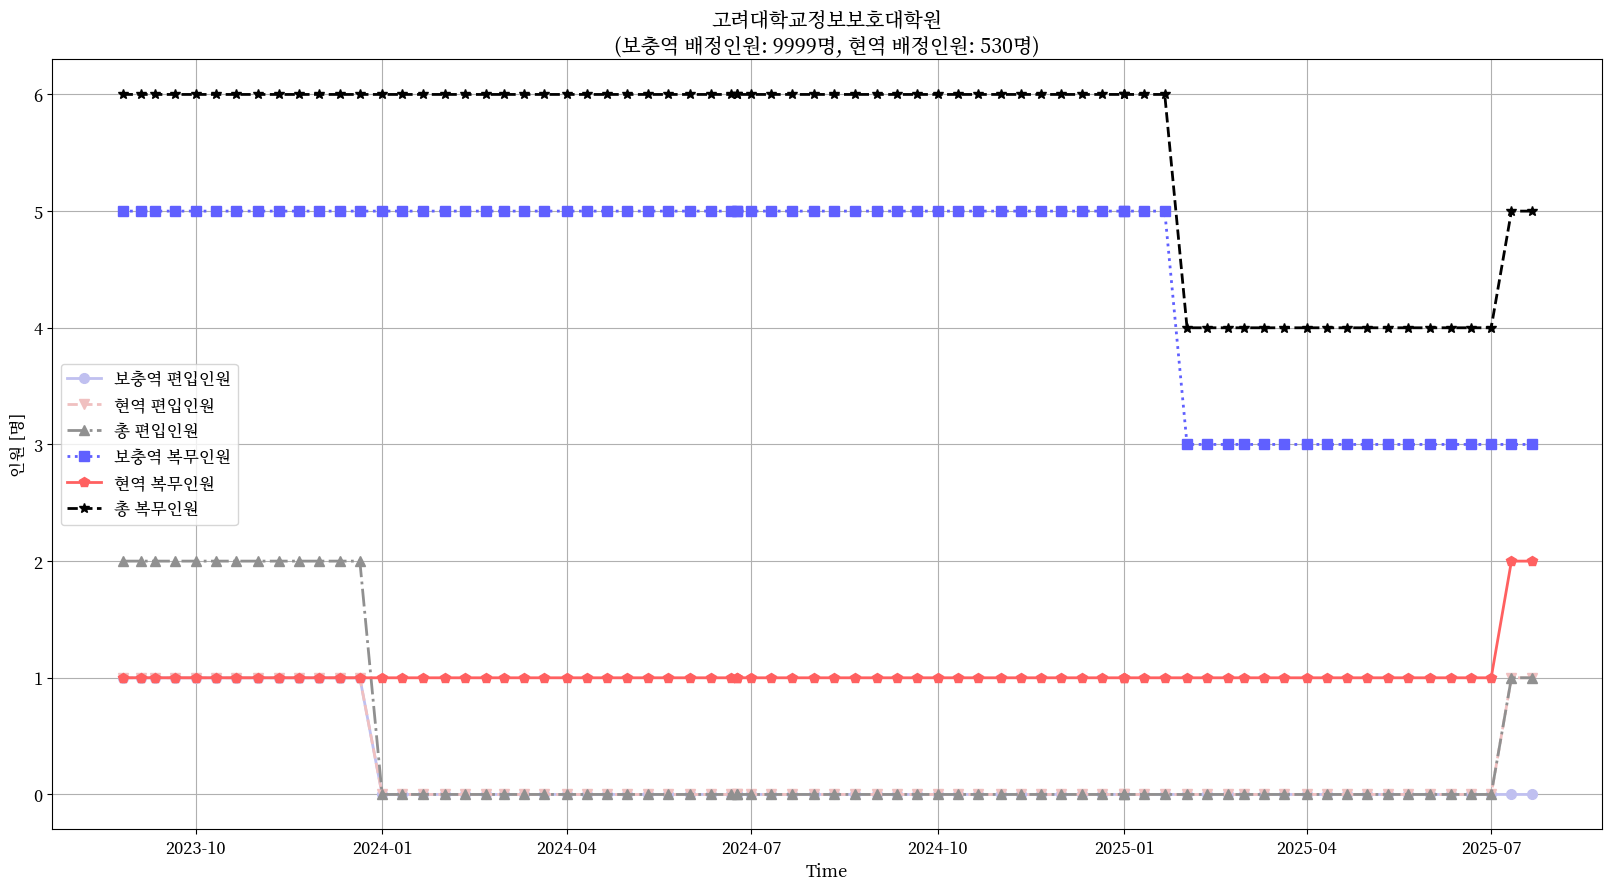 고려대학교정보보호대학원
(보충역 배정인원: 9999명, 현역 배정인원: 530명)
6
5
4
3
2
1
0
인원 [명]
보충역 편입인원
현역 편입인원
총 편입인원
보충역 복무인원
현역 복무인원
총 복무인원
2023-10
2024-01
2024-04
2024-07
2024-10
2025-01
2025-04
2025-07
Time